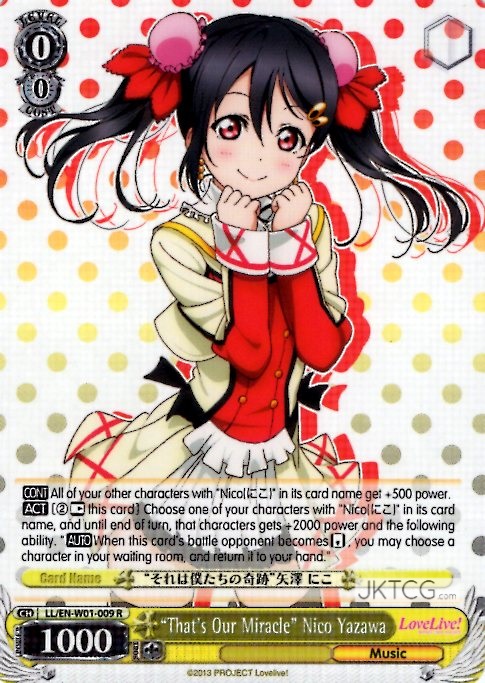 LEVEL
0
0
COST
CONT All of your other characters with "Nico[にこ]" in its card name get +500 power.
ACT [② this card] Choose one of your characters with "Nico[にこ]" in its card
name, and until end of turn, that characters gets +2000 power and the following
ability. "AUTO When this card's battle opponent becomes , you may choose a
character in your waiting room, and return it to your hand."
Card Name
"それは僕たちの奇跡"矢澤 にこ
JKTCG.com
LL/EN-W01-009 R
"That's Our Miracle" Nico Yazawa
LoveLive!
1000
Music
©2013 PROJECT Lovelive!